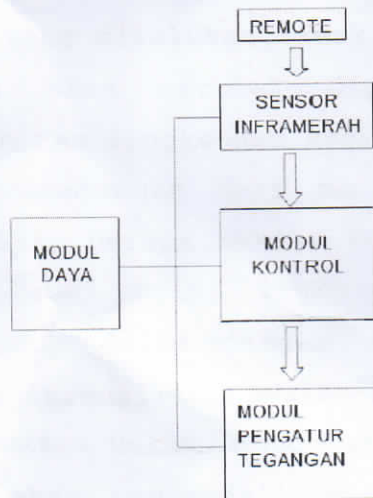 REMOTE
SENSOR
INFRAMERAH
MODUL
DAYA
MODUL
KONTROL
MODUL
PENGATUR
TEGANGAN